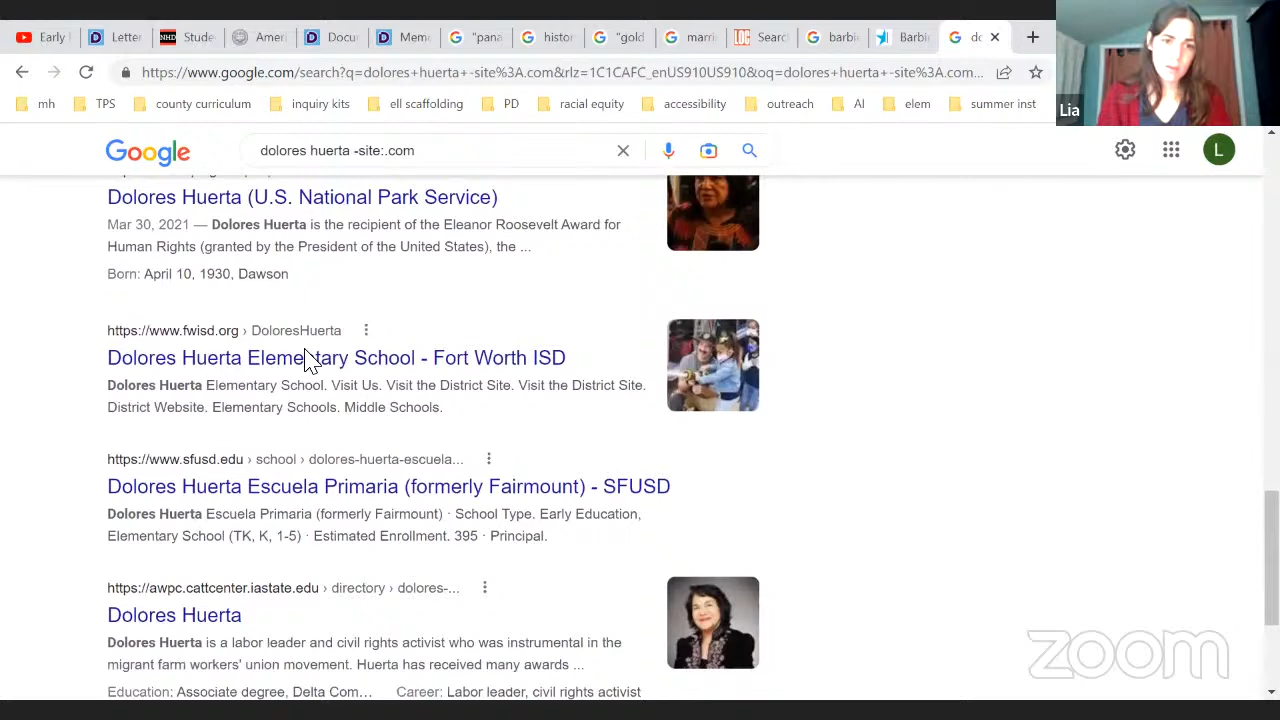 Early
Letter
NHD
Stude
Ameri
Docu
Memo
"pana
histor
"gold
marri
LOC
Searc
barbie
Barbi
do
https://www.google.com/search?q=dolores+huerta+-site%3A.com&rlz=1C1CAFC_enUS910US910&oq=dolores+huerta+-site%3A.com...
mh
TPS
county curriculum
inquiry kits
ell scaffolding
PD
racial equity
accessibility
outreach
AI
elem
summer inst
Lia
Google
dolores huerta -site:.com
L
Dolores Huerta (U.S. National Park Service)
Mar 30, 2021 — Dolores Huerta is the recipient of the Eleanor Roosevelt Award for
Human Rights (granted by the President of the United States), the ...
Born: April 10, 1930, Dawson
https://www.fwisd.org › DoloresHuerta
Dolores Huerta Elementary School - Fort Worth ISD
Dolores Huerta Elementary School. Visit Us. Visit the District Site. Visit the District Site.
District Website. Elementary Schools. Middle Schools.
https://www.sfusd.edu › school › dolores-huerta-escuela...
Dolores Huerta Escuela Primaria (formerly Fairmount) - SFUSD
Dolores Huerta Escuela Primaria (formerly Fairmount) · School Type. Early Education,
Elementary School (TK, K, 1-5) · Estimated Enrollment. 395 · Principal.
https://awpc.cattcenter.iastate.edu › directory › dolores-...
Dolores Huerta
Dolores Huerta is a labor leader and civil rights activist who was instrumental in the
migrant farm workers' union movement. Huerta has received many awards ...
Education: Associate degree, Delta Com… Career: Labor leader, civil rights activist
zoom